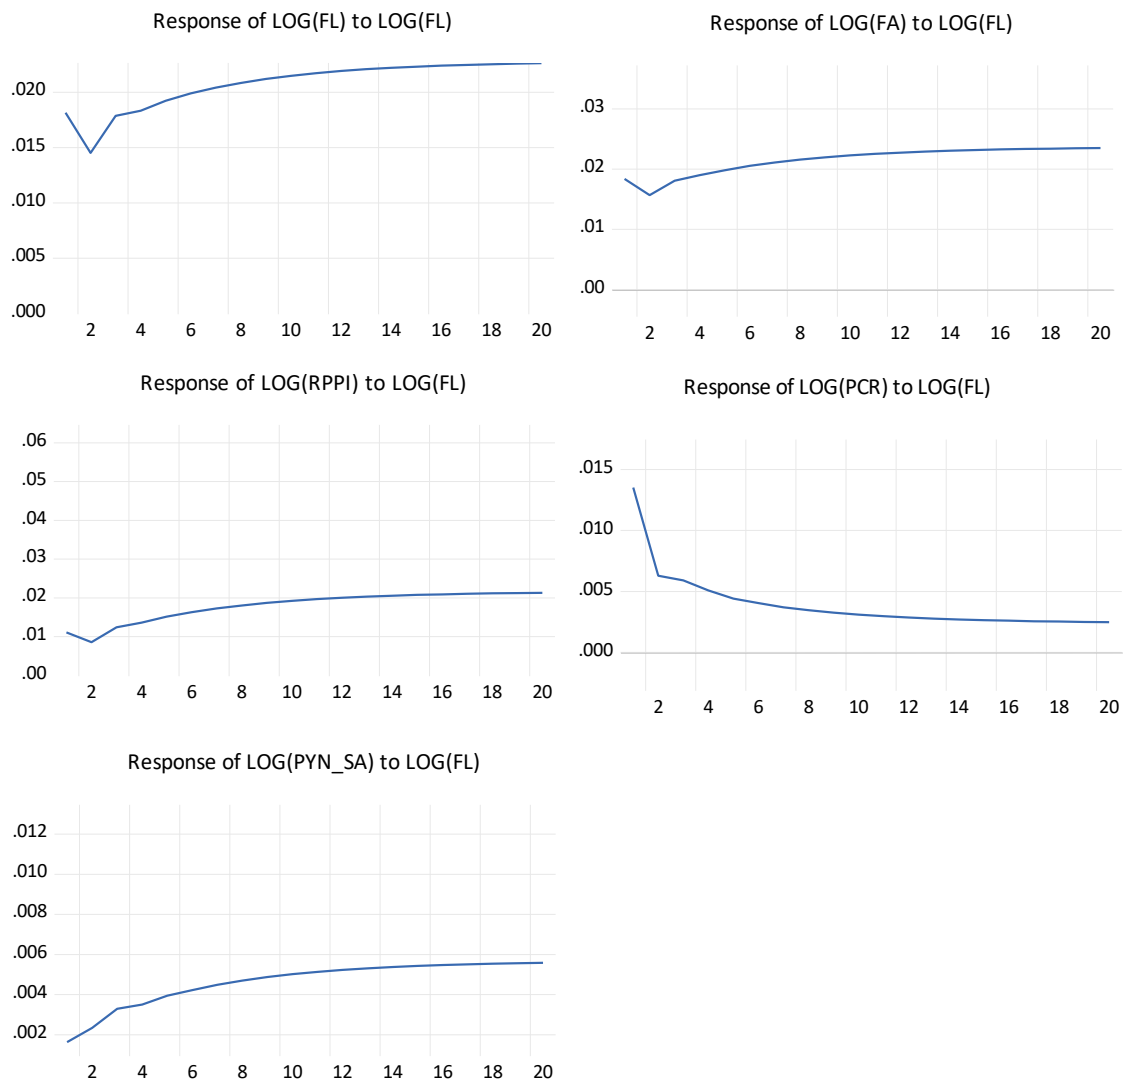 Response of LOG(FL) to LOG(FL)
.020
.015
.010
.005
.000
2 4 6 8 10 12 14 16 18 20
Response of LOG(FA) to LOG(FL)
.03
.02
.01
.00
2 4 6 8 10 12 14 16 18 20
Response of LOG(RPPI) to LOG(FL)
.06
.05
.04
.03
.02
.01
.00
2 4 6 8 10 12 14 16 18 20
Response of LOG(PCR) to LOG(FL)
.015
.010
.005
.000
2 4 6 8 10 12 14 16 18 20
Response of LOG(PYN_SA) to LOG(FL)
.012
.010
.008
.006
.004
.002
2 4 6 8 10 12 14 16 18 20